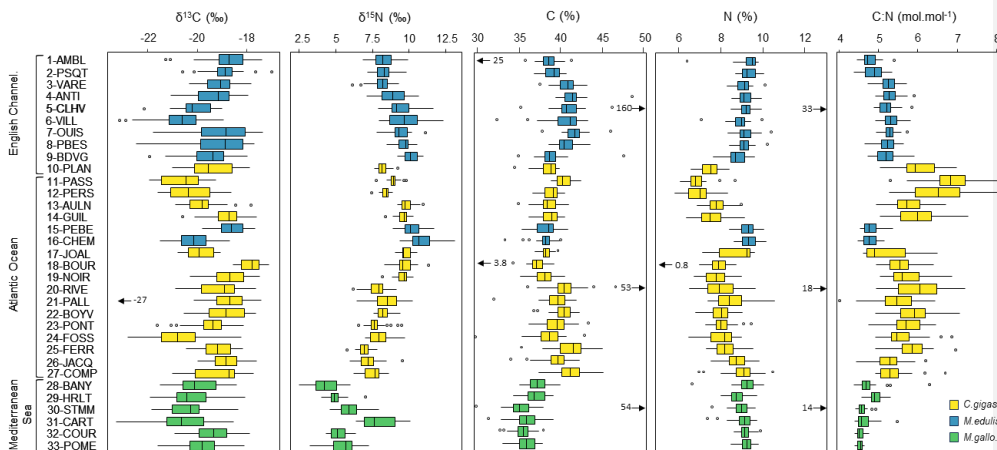 δ13C (‰) δ15N (‰) C (%) N (%) C:N (mol.mol-1)
-22 -20 -18 2.5 5 7.5 10 12.5 30 35 40 45 50 6 8 10 12 4 5 6 7 8
English Channel.
1-AMBL
2-PSQT
3-VARE
4-ANTI
5-CLHV
6-VILL
7-OUIS
8-PBES
9-BDVG
10-PLAN
Atlantic Ocean
11-PASS
12-PERS
13-AULN
14-GUIL
15-PEBE
16-CHEM
17-JOAL
18-BOUR
19-NOIR
20-RIVE
21-PALL
22-BOYV
23-PONT
24-FOSS
25-FERR
26-JACQ
27-COMP
Mediterranean
Sea
28-BANY
29-HRLT
30-STMM
31-CART
32-COUR
33-POME
-27
25
160
3.8
53
54
33
0.8
18
14
C.gigas
M.edulis
M.gallo.